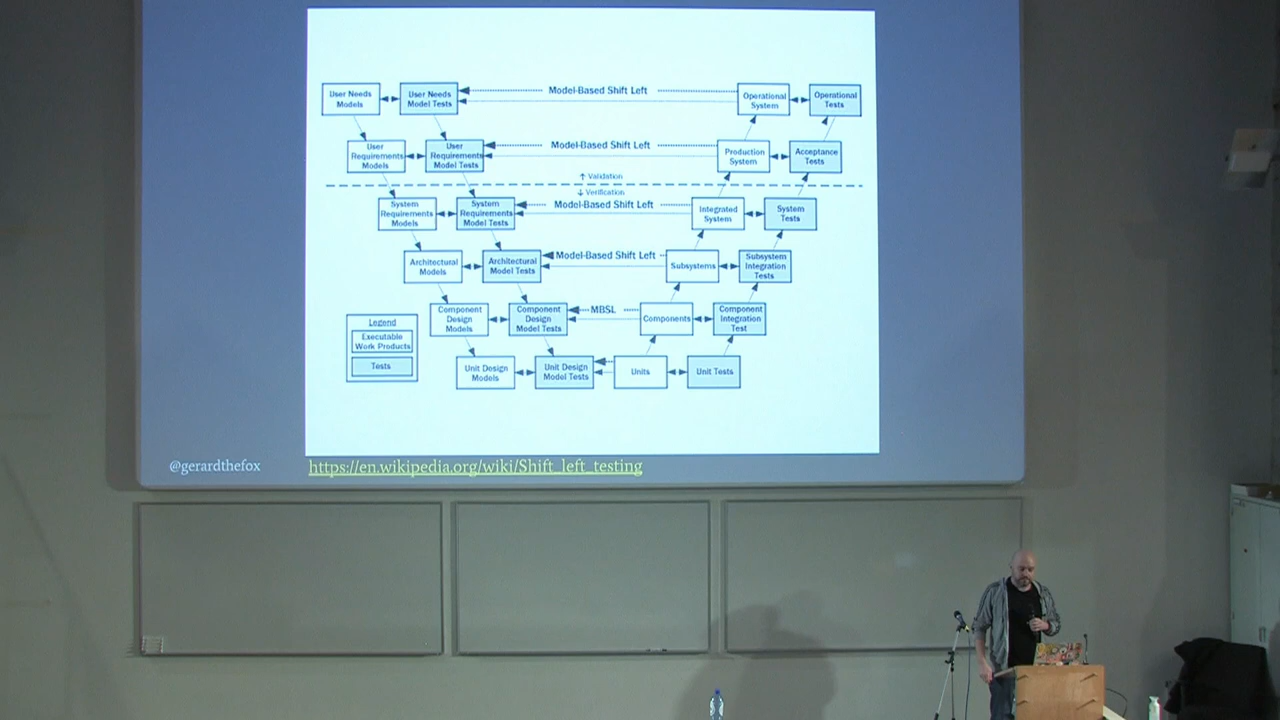 User Needs
Models
User Needs
Model Tests
Model-Based Shift Left
Operational
System
Operational
Tests
User
Requirements
Models
User
Requirements
Model Tests
Model-Based Shift Left
Production
System
Acceptance
Tests
↑ Validation
↓ Verification
System
Requirements
Models
System
Requirements
Model Tests
Model-Based Shift Left
Integrated
System
System
Tests
Architectural
Models
Architectural
Model Tests
Model-Based Shift Left
Subsystems
Subsystem
Integration
Tests
Component
Design
Models
Component
Design
Model Tests
MBSL
Components
Component
Integration
Test
Legend
Executable
Work Products
Tests
Unit Design
Models
Unit Design
Model Tests
Units
Unit Tests
@gerardthefox
https://en.wikipedia.org/wiki/Shift_left_testing